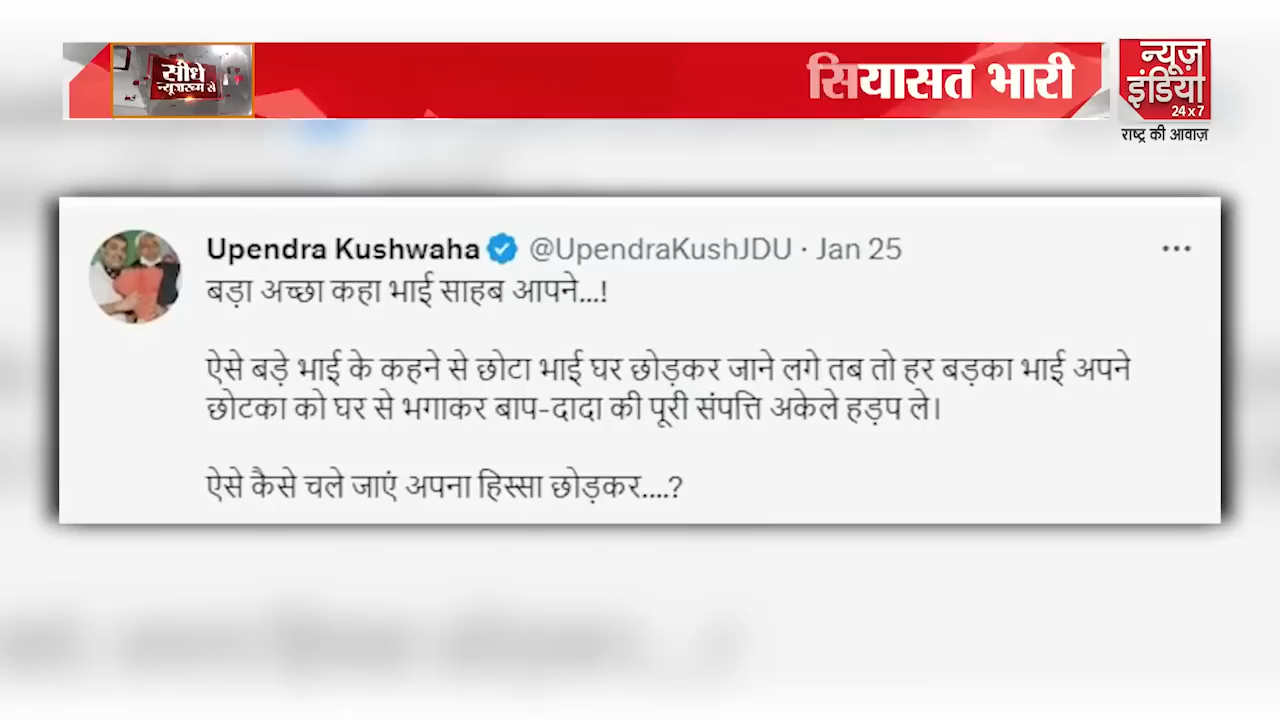 सीधे
न्यूज़रूम से
सियासत भारी
न्यूज़
इंडिया
24x7
राष्ट्र की आवाज़
Upendra Kushwaha @UpendraKushJDU · Jan 25
बड़ा अच्छा कहा भाई साहब आपने...!
ऐसे बड़े भाई के कहने से छोटा भाई घर छोड़कर जाने लगे तब तो हर बड़का भाई अपने
छोटका को घर से भगाकर बाप-दादा की पूरी संपत्ति अकेले हड़प ले।
ऐसे कैसे चले जाएं अपना हिस्सा छोड़कर....?